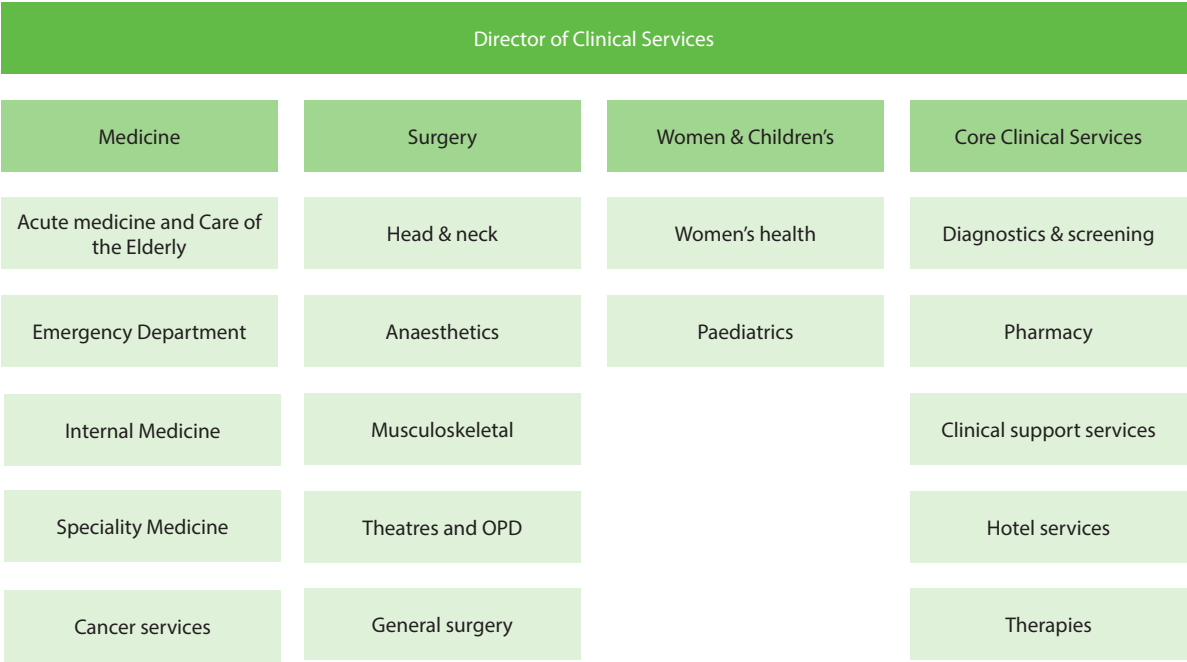 Director of Clinical Services
Medicine
Surgery
Women & Children’s
Core Clinical Services
Acute medicine and Care of
the Elderly
Head & neck
Women’s health
Diagnostics & screening
Emergency Department
Anaesthetics
Paediatrics
Pharmacy
Internal Medicine
Musculoskeletal
Clinical support services
Speciality Medicine
Theatres and OPD
Hotel services
Cancer services
General surgery
Therapies